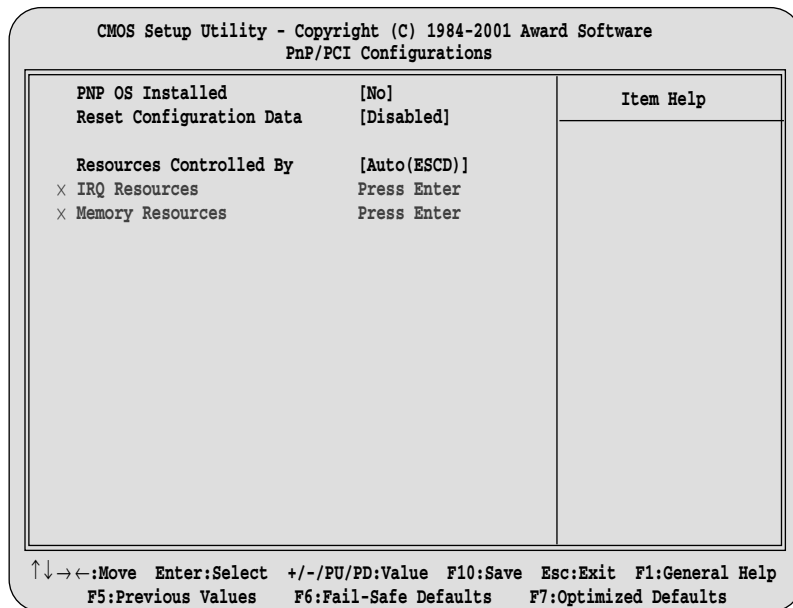 CMOS Setup Utility - Copyright (C) 1984-2001 Award Software
PnP/PCI Configurations
PNP OS Installed [No]
Reset Configuration Data [Disabled]
Resources Controlled By [Auto(ESCD)]
x IRQ Resources Press Enter
x Memory Resources Press Enter
Item Help
↑↓→←:Move Enter:Select +/-/PU/PD:Value F10:Save Esc:Exit F1:General Help
F5:Previous Values F6:Fail-Safe Defaults F7:Optimized Defaults